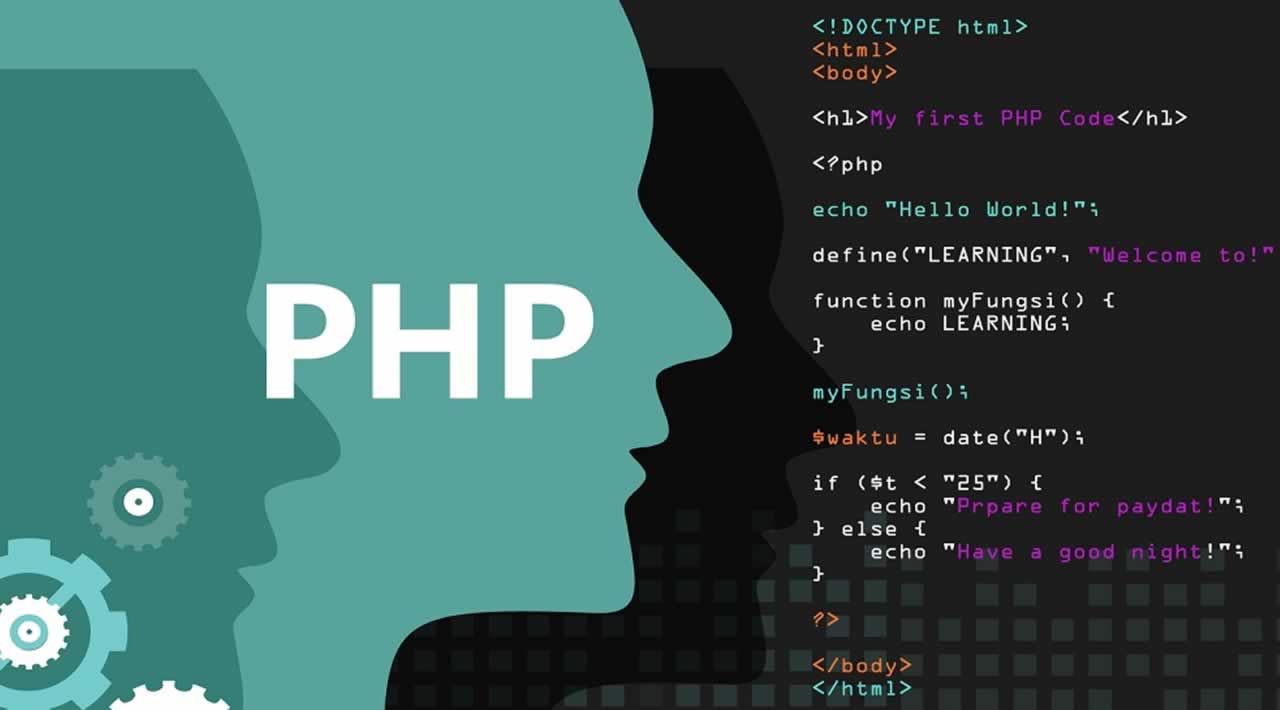 PHP
<!DOCTYPE html>
<html>
<body>
<h1>My first PHP Code</h1>
<?php
echo "Hello World!";
define("LEARNING", "Welcome to!"
function myFungsi() {
echo LEARNING;
}
myFungsi();
$waktu = date("H");
if ($t < "25") {
echo "Prpare for paydat!";
} else {
echo "Have a good night!";
}
?>
</body>
</html>